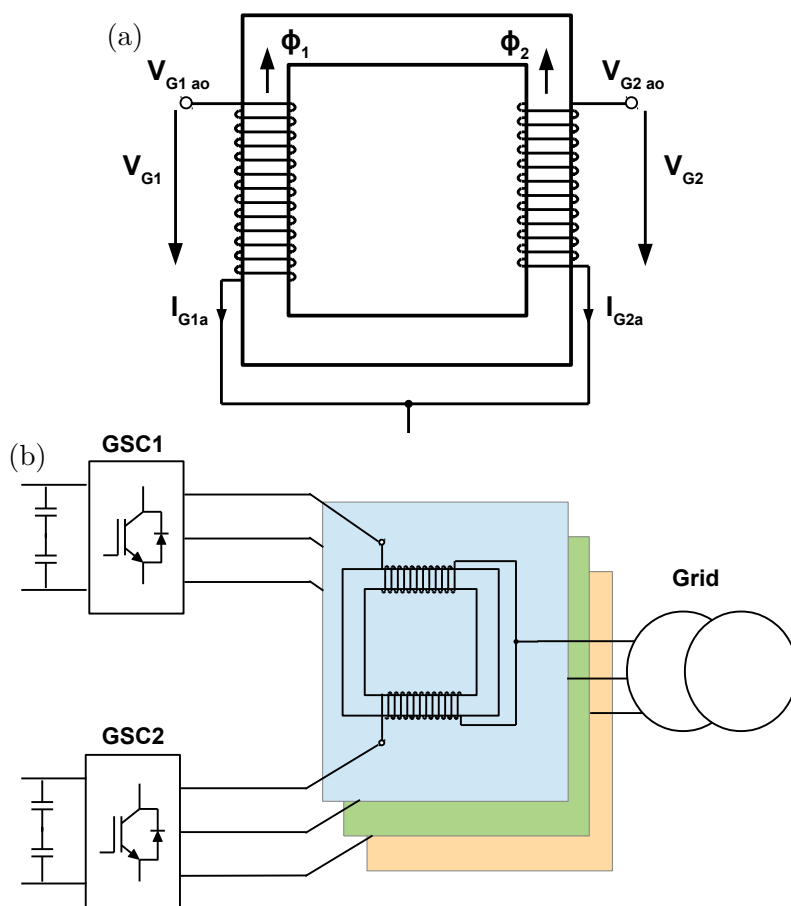 (a)
Φ1 Φ2
VG1 ao VG2 ao
VG1 VG2
IG1a IG2a
(b)
GSC1
Grid
GSC2